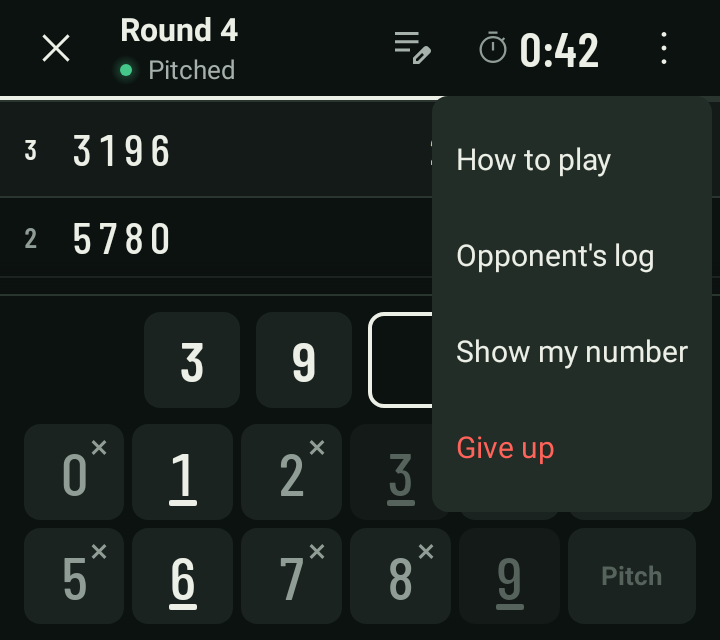 Round 4
Pitched
0:42
3 3196
2 5780
How to play
Opponent's log
Show my number
Give up
3 9
0 1 2 3
5 6 7 8 9 Pitch